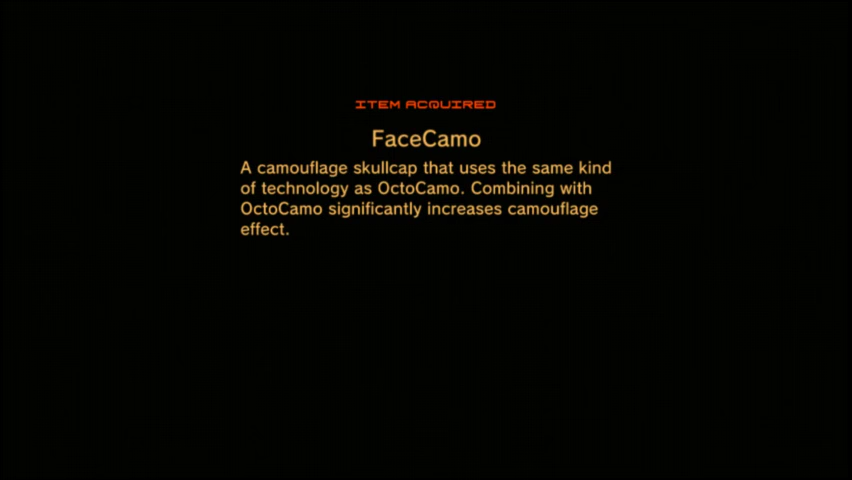 ITEM ACQUIRED
FaceCamo
A camouflage skullcap that uses the same kind
of technology as OctoCamo. Combining with
OctoCamo significantly increases camouflage
effect.